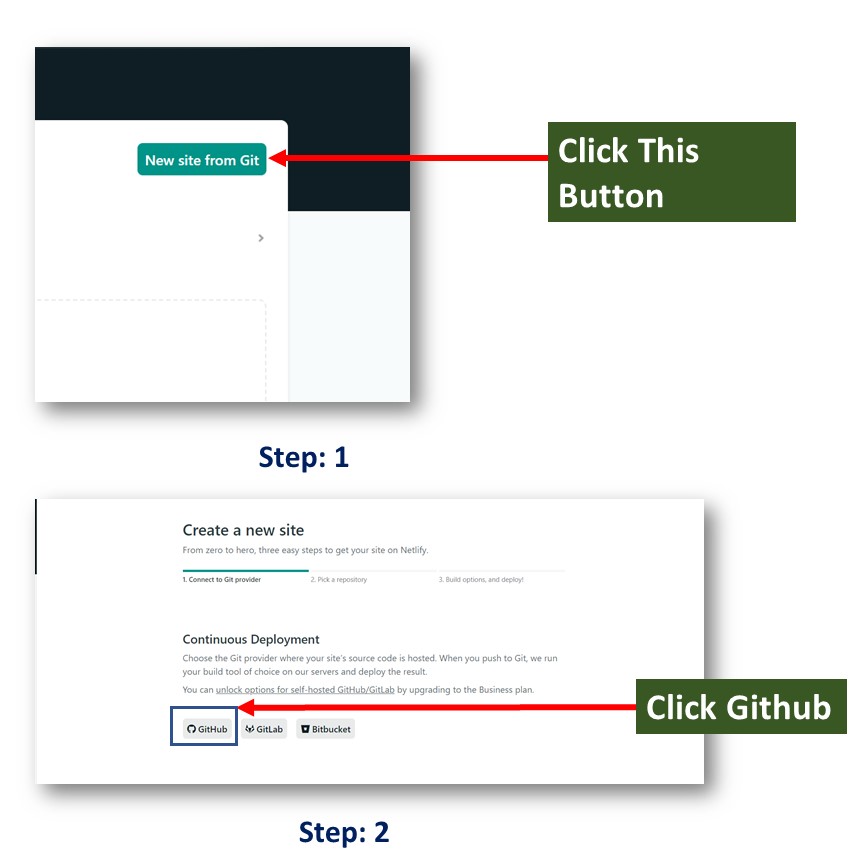 New site from Git
Click This
Button
Step: 1
Create a new site
From zero to hero, three easy steps to get your site on Netlify.
1. Connect to Git provider
2. Pick a repository
3. Build options, and deploy!
Continuous Deployment
Choose the Git provider where your site's source code is hosted. When you push to Git, we run
your build tool of choice on our servers and deploy the result.
You can unlock options for self-hosted GitHub/GitLab by upgrading to the Business plan.
Click Github
GitHub
GitLab
Bitbucket
Step: 2